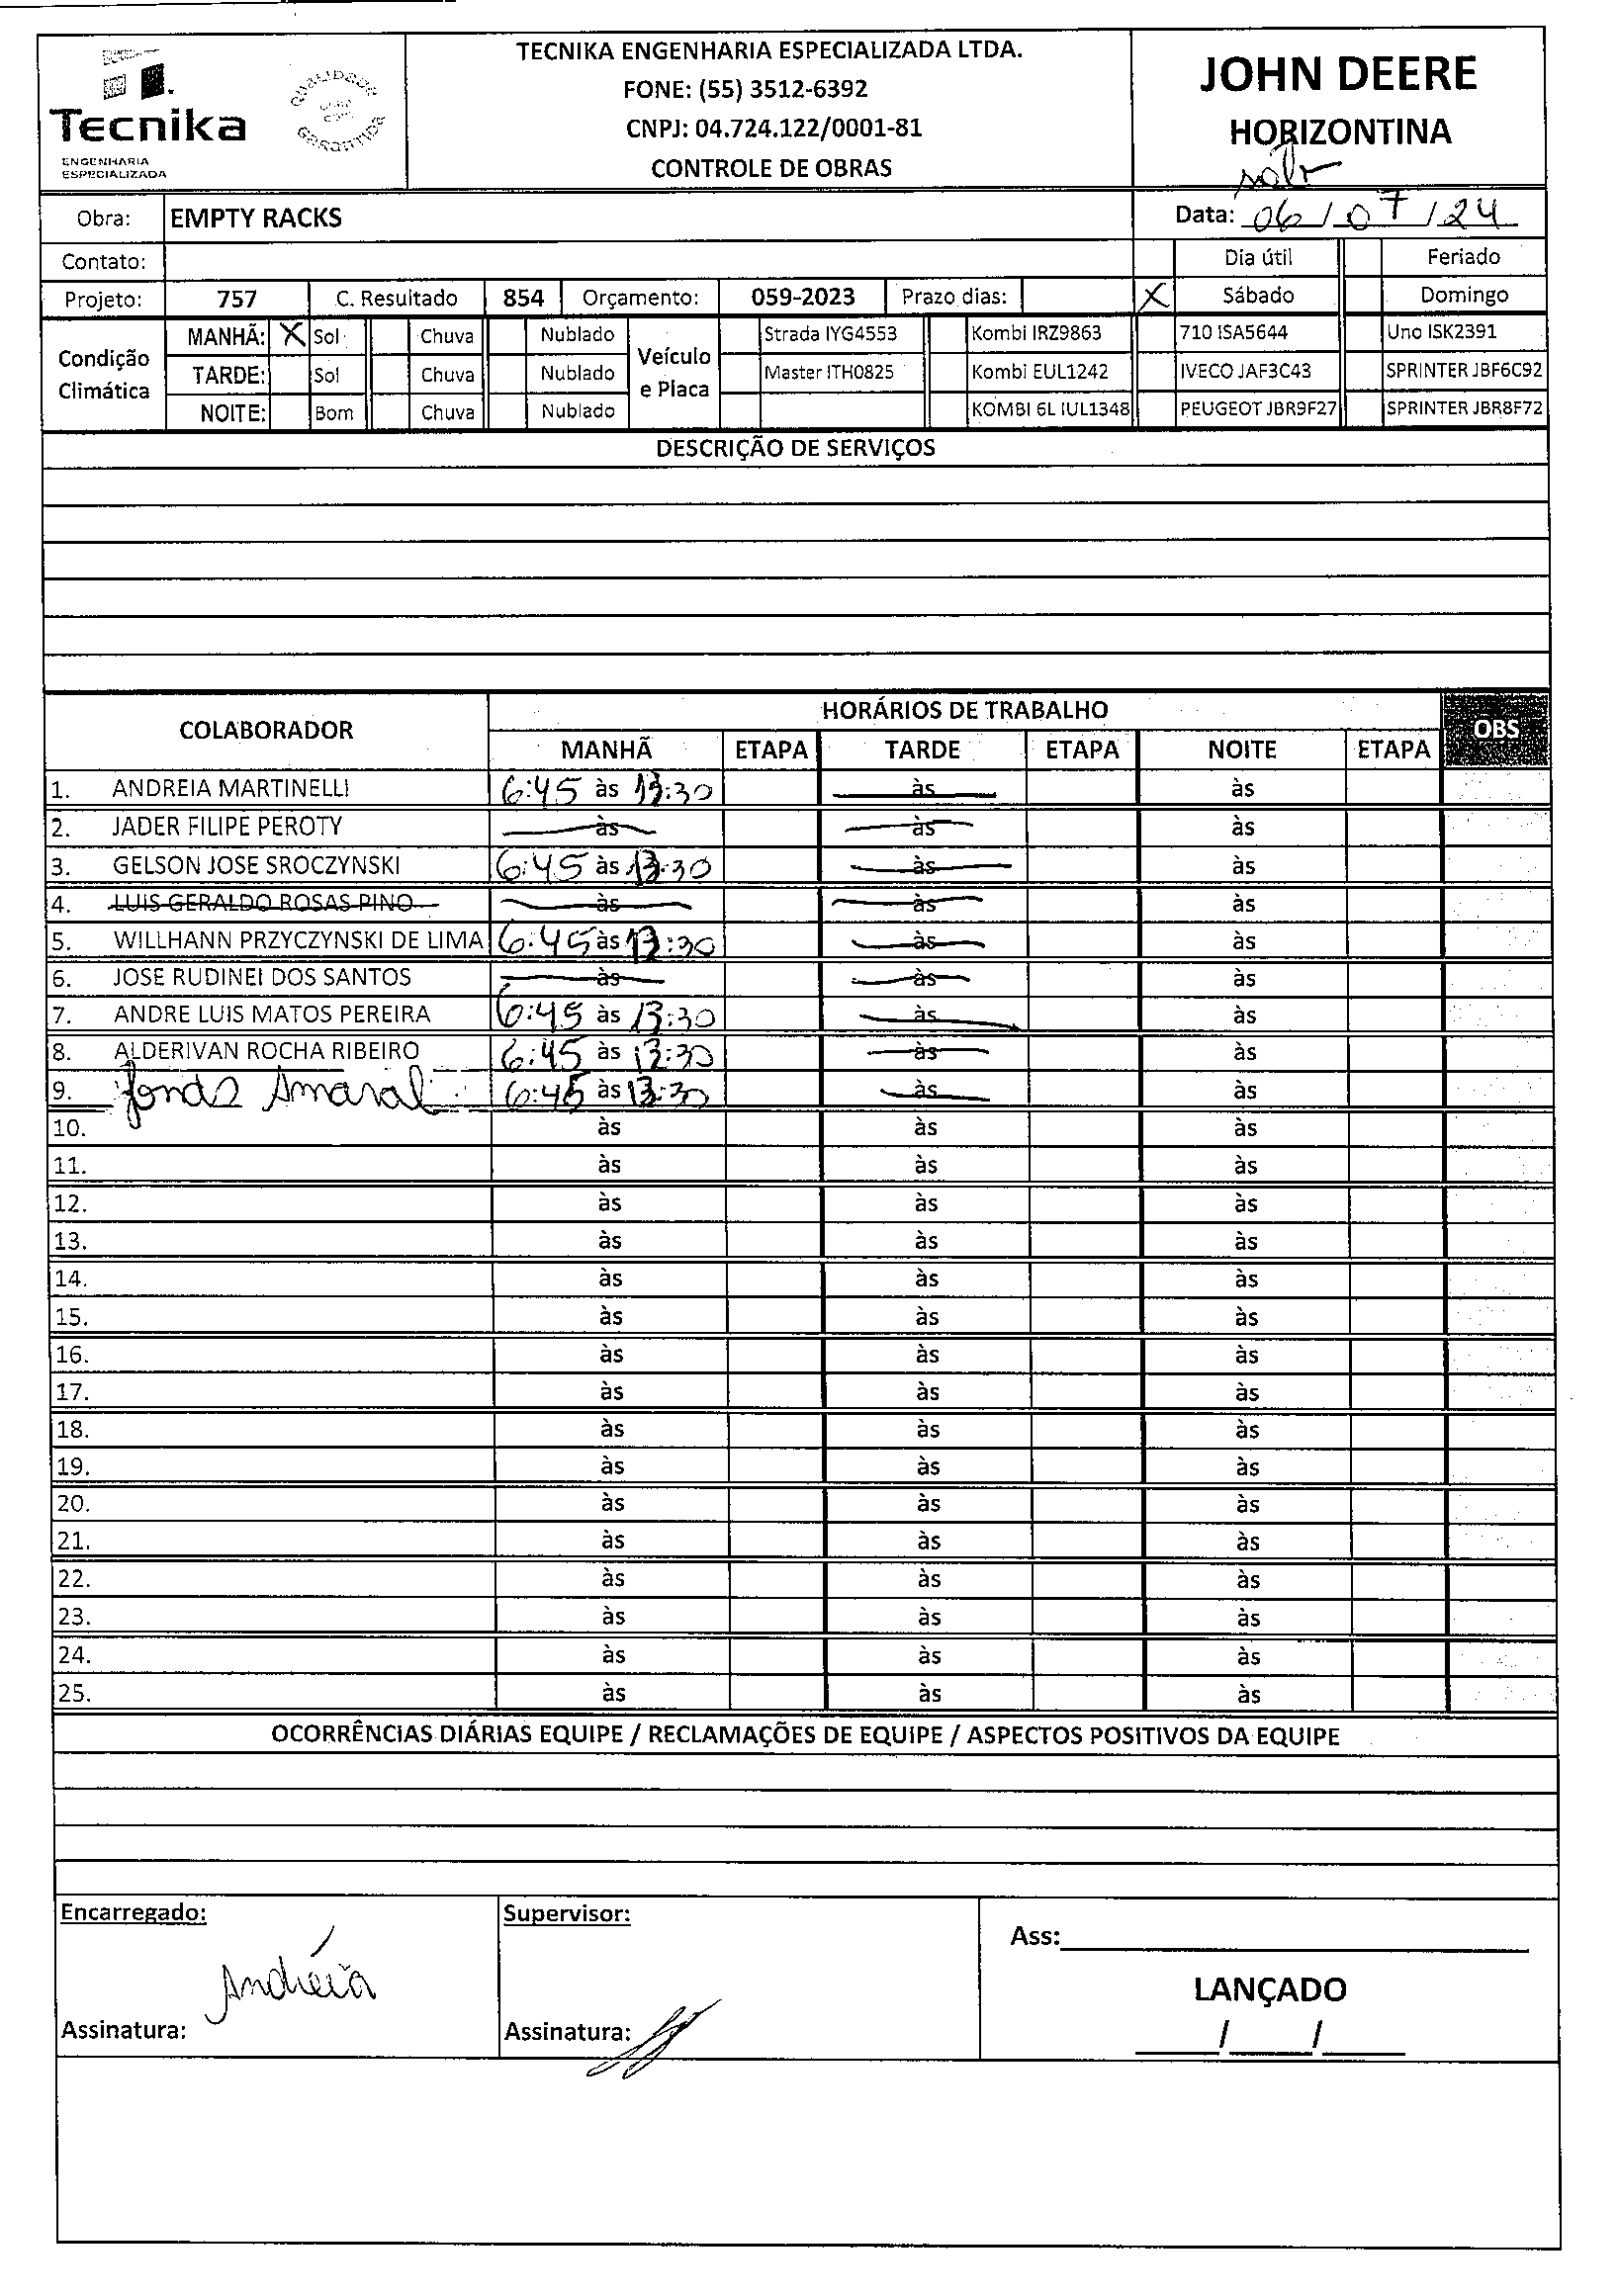 TECNIKA ENGENHARIA ESPECIALIZADA LTDA.
FONE: (55) 3512-6392
CNPJ: 04.724.122/0001-81
CONTROLE DE OBRAS
Tecnika
ENGENHARIA
ESPECIALIZADA
QUALIDADE
GARANTIDA
JOHN DEERE
HORIZONTINA
Obra: EMPTY RACKS
Data: 06/07/24
Contato:
Dia útil Feriado
Projeto: 757 C. Resultado 854 Orçamento: 059-2023 Prazo dias: X Sábado Domingo
Condição Climática
MANHÃ: X Sol Chuva Nublado
TARDE: Sol Chuva Nublado
NOITE: Bom Chuva Nublado
Veículo e Placa
Strada IYG4553 Kombi IRZ9863 710 ISA5644 Uno ISK2391
Master ITH0825 Kombi EUL1242 IVECO JAF3C43 SPRINTER JBF6C92
KOMBI 6L IUL1348 PEUGEOT JBR9F27 SPRINTER JBR8F72
DESCRIÇÃO DE SERVIÇOS
COLABORADOR HORÁRIOS DE TRABALHO OBS
MANHÃ ETAPA TARDE ETAPA NOITE ETAPA
1. ANDREIA MARTINELLI 6:45 às 13:30 às às
2. JADER FILIPE PEROTY às às às
3. GELSON JOSE SROCZYNSKI 6:45 às 13:30 às às
4. LUIS GERALDO ROSAS PINO às às às
5. WILLHANN PRZYCZYNSKI DE LIMA 6:45 às 13:30 às às
6. JOSE RUDINEI DOS SANTOS às às às
7. ANDRE LUIS MATOS PEREIRA 6:45 às 13:30 às às
8. ALDERIVAN ROCHA RIBEIRO 6:45 às 13:30 às às
9. Amaral 6:45 às 13:30 às às
10. às às às
11. às às às
12. às às às
13. às às às
14. às às às
15. às às às
16. às às às
17. às às às
18. às às às
19. às às às
20. às às às
21. às às às
22. às às às
23. às às às
24. às às às
25. às às às
OCORRÊNCIAS DIÁRIAS EQUIPE / RECLAMAÇÕES DE EQUIPE / ASPECTOS POSITIVOS DA EQUIPE
Encarregado: Supervisor:
Ass:
Andréia
LANÇADO
Assinatura: Assinatura:
/ /